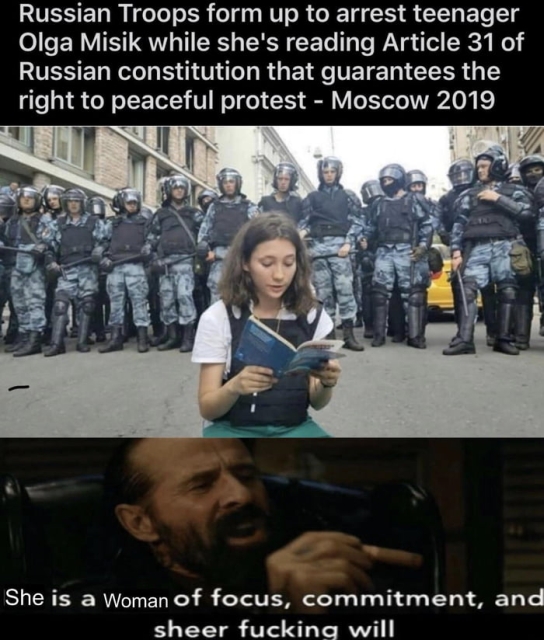 Russian Troops form up to arrest teenager
Olga Misik while she's reading Article 31 of
Russian constitution that guarantees the
right to peaceful protest - Moscow 2019
She is a Woman of focus, commitment, and
sheer fucking will